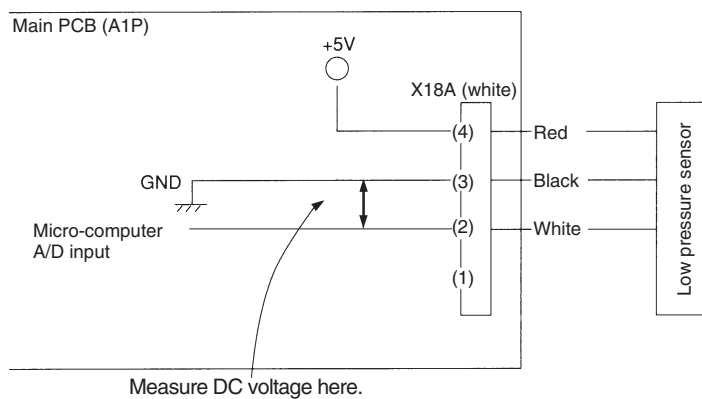 Main PCB (A1P)
+5V
X18A (white)
(4)
Red
GND
(3)
Black
Micro-computer
A/D input
(2)
White
(1)
Low pressure sensor
Measure DC voltage here.